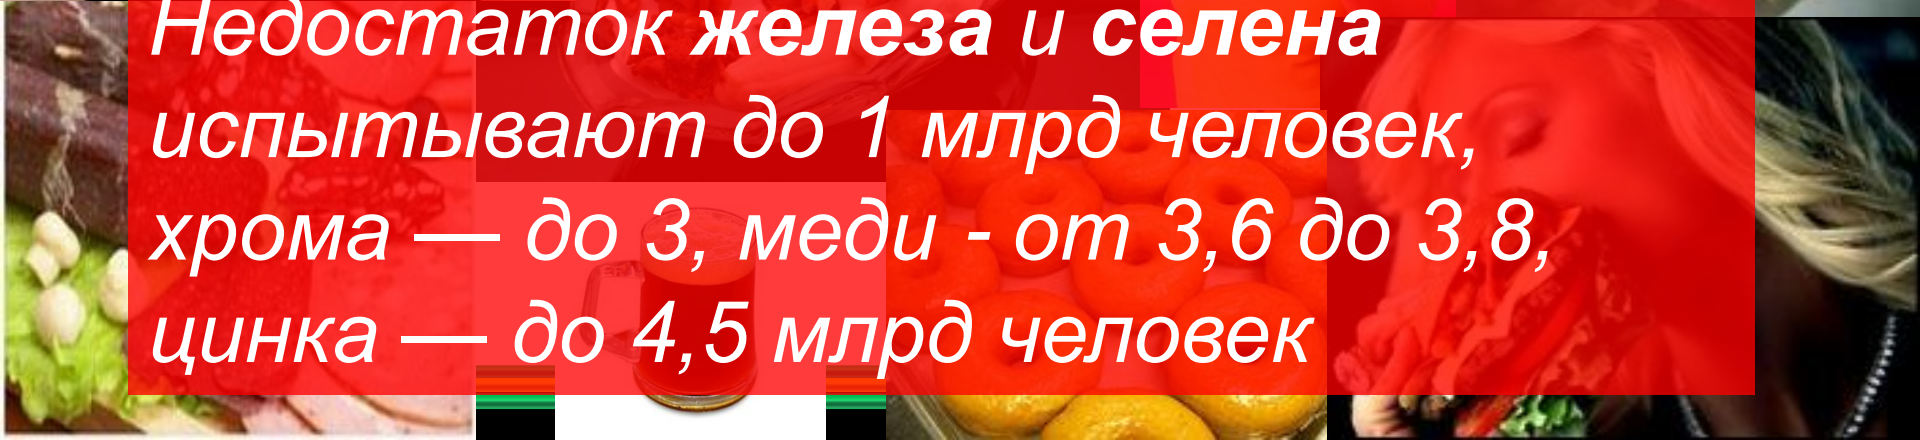 Недостаток железа и селена
испытывают до 1 млрд человек,
хрома — до 3, меди - от 3,6 до 3,8,
цинка — до 4,5 млрд человек